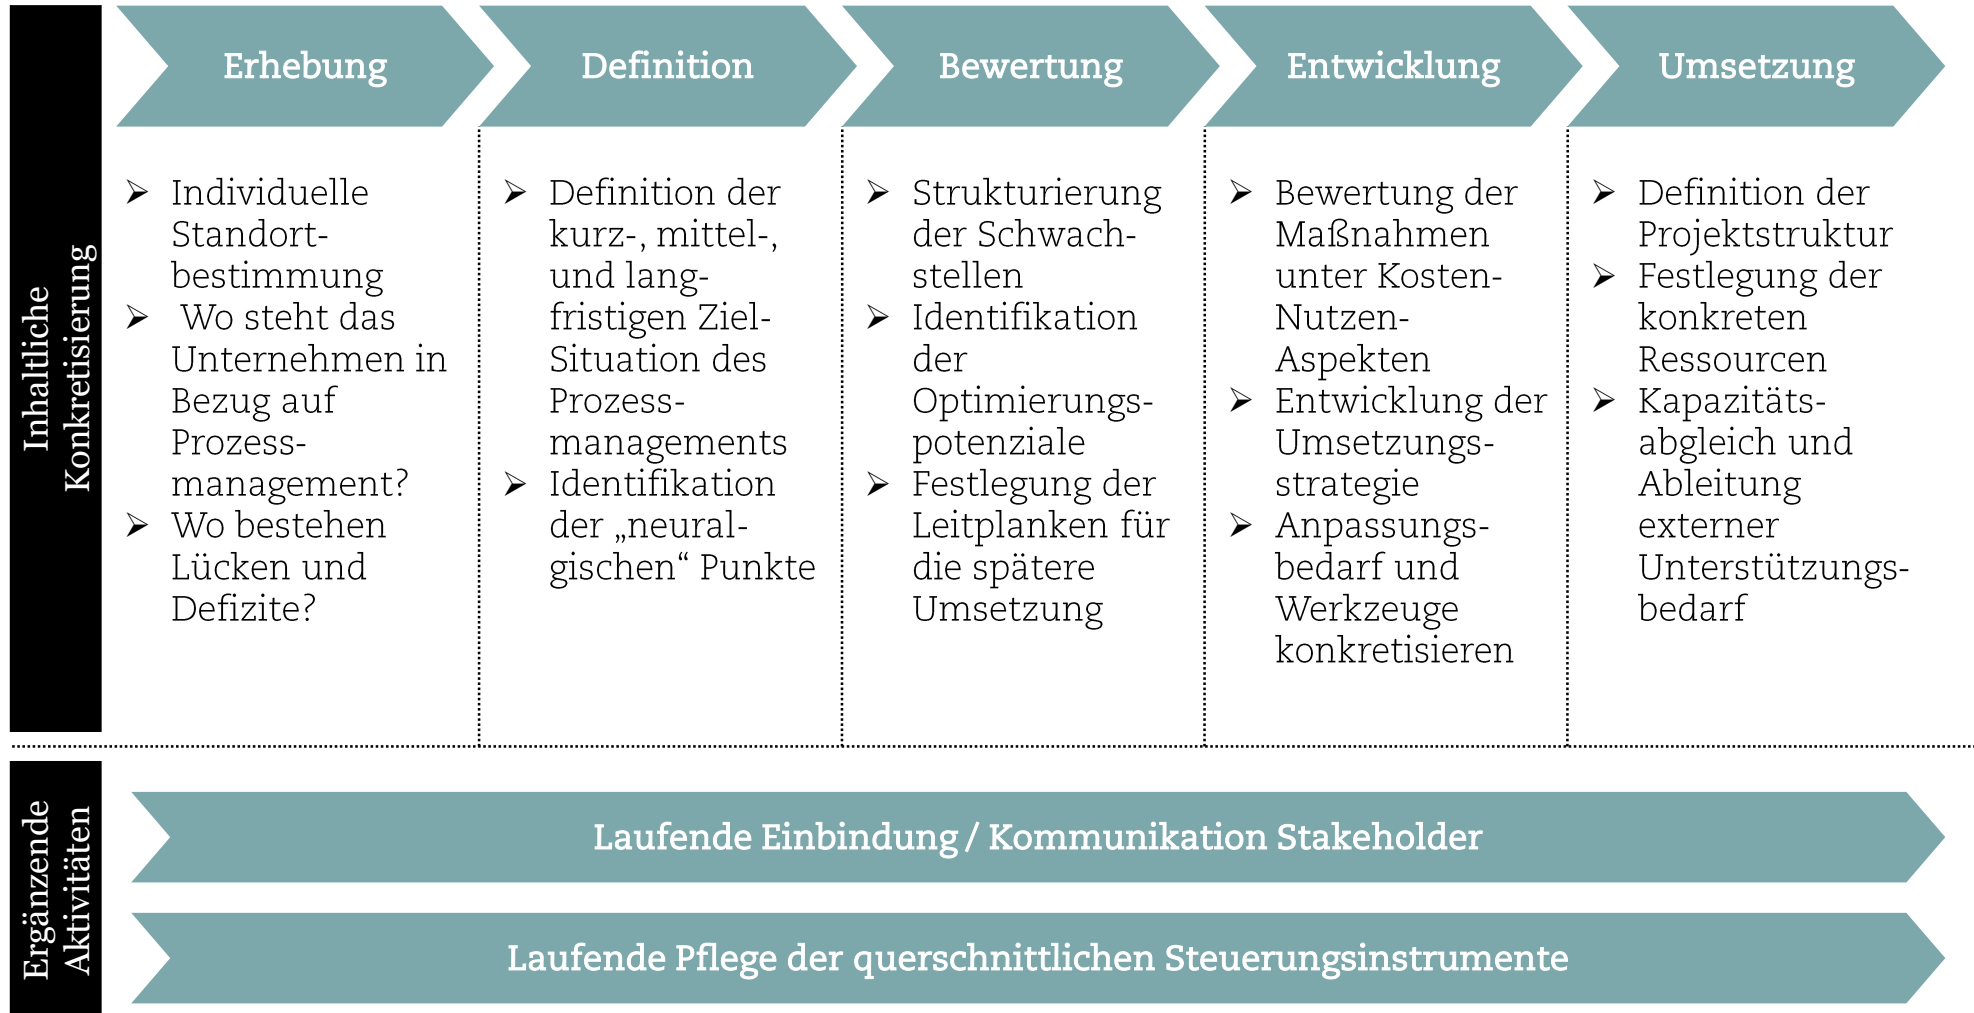 Inhaltliche
Konkretisierung
Erhebung
Individuelle
Standort-
bestimmung
Wo steht das
Unternehmen in
Bezug auf
Prozess-
management?
Wo bestehen
Lücken und
Defizite?
Definition
Definition der
kurz-, mittel-,
und lang-
fristigen Ziel-
Situation des
Prozess-
managements
Identifikation
der „neural-
gischen“ Punkte
Bewertung
Strukturierung
der Schwach-
stellen
Identifikation
der
Optimierungs-
potenziale
Festlegung der
Leitplanken für
die spätere
Umsetzung
Entwicklung
Bewertung der
Maßnahmen
unter Kosten-
Nutzen-
Aspekten
Entwicklung der
Umsetzungs-
strategie
Anpassungs-
bedarf und
Werkzeuge
konkretisieren
Umsetzung
Definition der
Projektstruktur
Festlegung der
konkreten
Ressourcen
Kapazitäts-
abgleich und
Ableitung
externer
Unterstützungs-
bedarf
Ergänzende
Aktivitäten
Laufende Einbindung / Kommunikation Stakeholder
Laufende Pflege der querschnittlichen Steuerungsinstrumente